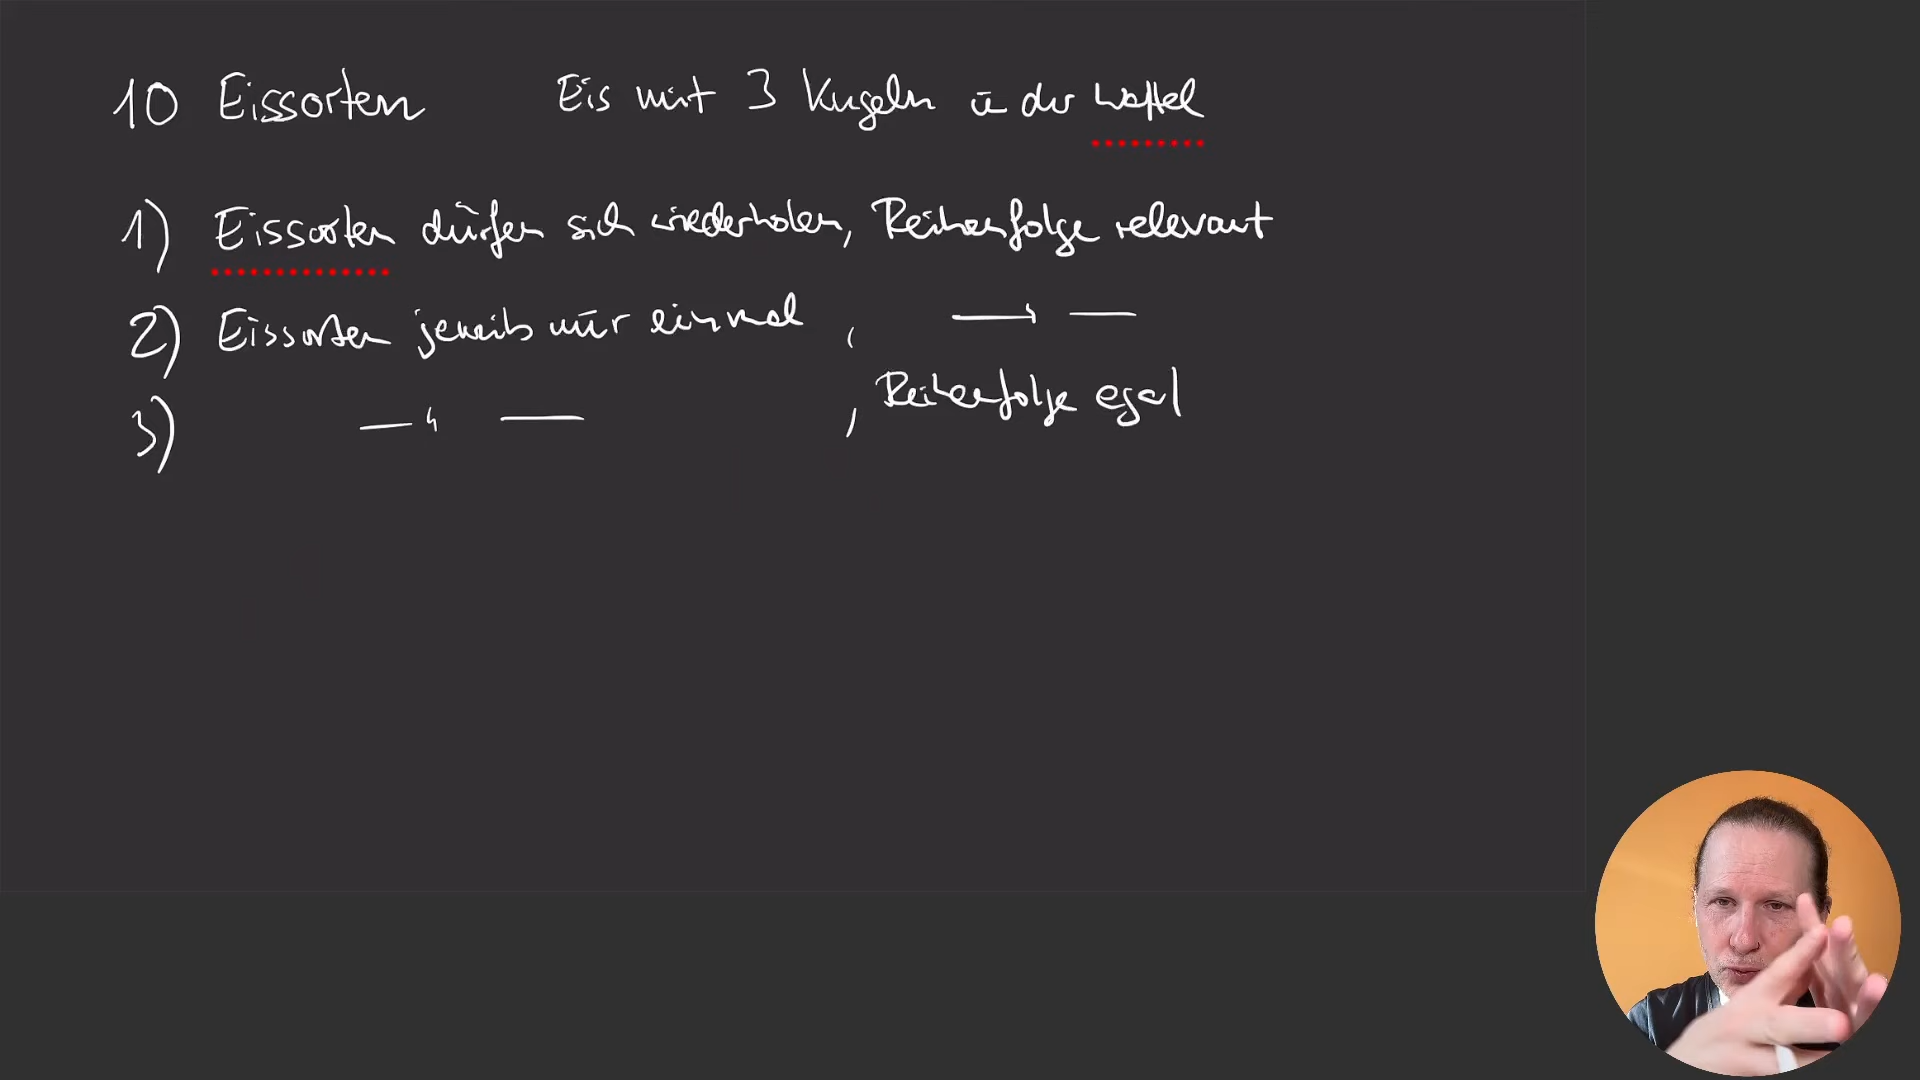 10 Eissorten Eis mit 3 Kugeln in der Waffel
1) Eissorten dürfen sich wiederholen, Reihenfolge relevant
2) Eissorten jeweils nur einmal , — " —
3) — " — , Reihenfolge egal